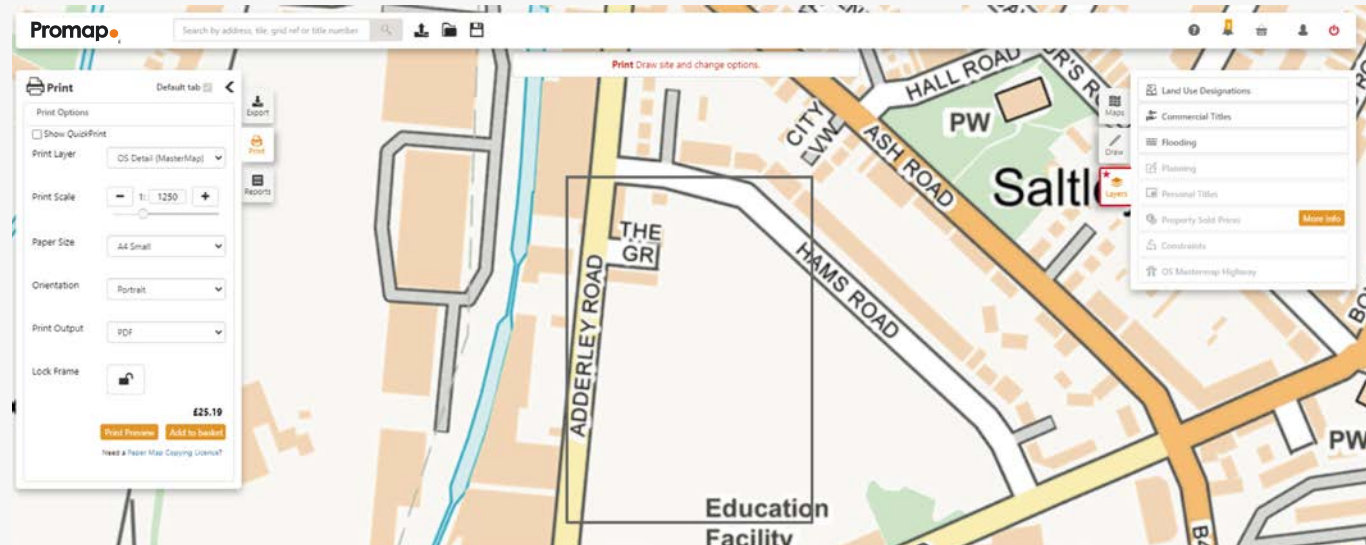 Promap
Search by address, tile, grid ref or title number
Print Draw site and change options.
Print
Default tab
Print Options
Show QuickPrint
Print Layer
OS Detail (MasterMap)
Print Scale
1:
1250
Paper Size
A4 Small
Orientation
Portrait
Print Output
PDF
Lock Frame
£25.19
Print Preview
Add to basket
Need a Paper Map Copying Licence?
Export
Print
Reports
Maps
Draw
Layers
Land Use Designations
Commercial Titles
Flooding
Planning
Personal Titles
Property Sold Prices
More Info
Constraints
OS Mastermap Highway
HALL ROAD
PW
CITY
VW
ASH ROAD
Saltle
THE
GR
HAMS ROAD
ADDERLEY ROAD
PW
Education
Facility